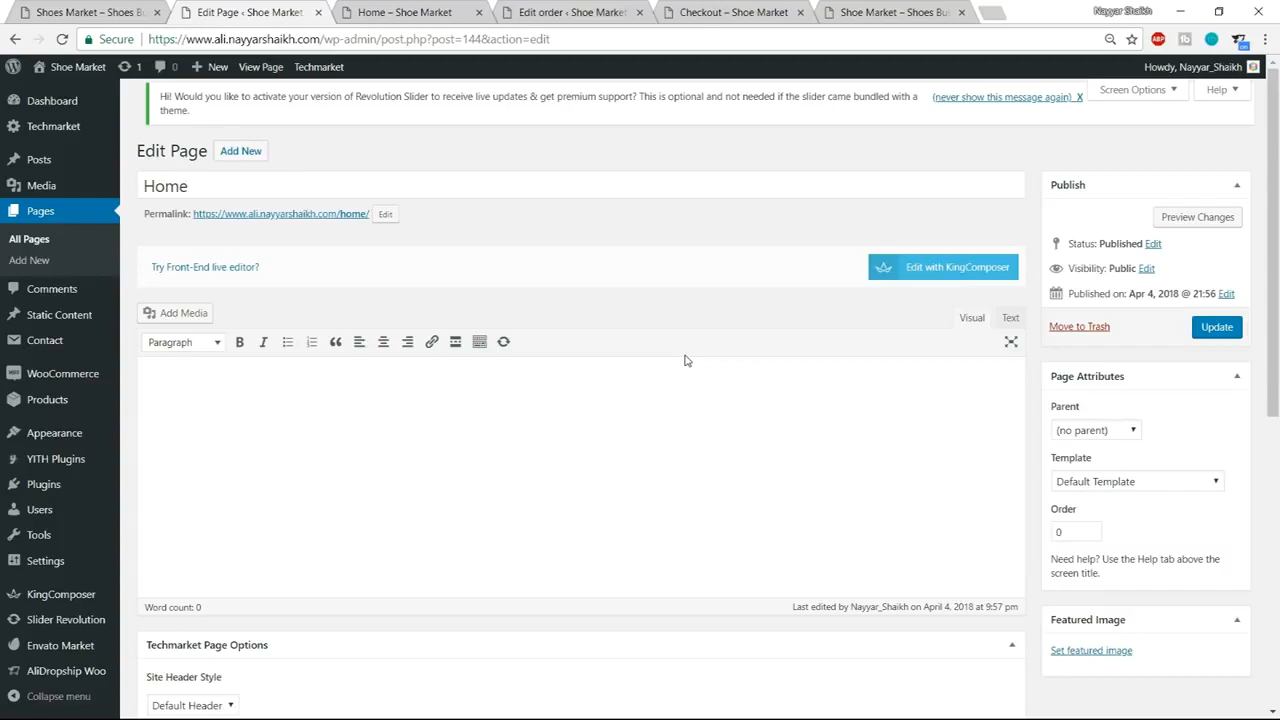 Shoes Market – Shoes Bu
Edit Page ‹ Shoe Market
Home – Shoe Market
Edit order ‹ Shoe Market
Checkout – Shoe Market
Shoe Market – Shoes Bu
Nayyar Shaikh
Secure
https://www.ali.nayyarshaikh.com/wp-admin/post.php?post=144&action=edit
ABP
on
Shoe Market
1
0
New
View Page
Techmarket
Howdy, Nayyar_Shaikh
Dashboard
Techmarket
Posts
Media
Pages
All Pages
Add New
Comments
Static Content
Contact
WooCommerce
Products
Appearance
YITH Plugins
Plugins
Users
Tools
Settings
KingComposer
Slider Revolution
Envato Market
AliDropship Woo
Collapse menu
Hi! Would you like to activate your version of Revolution Slider to receive live updates & get premium support? This is optional and not needed if the slider came bundled with a
theme.
(never show this message again) X
Screen Options
Help
Edit Page
Add New
Home
Permalink: https://www.ali.nayyarshaikh.com/home/
Edit
Try Front-End live editor?
Edit with KingComposer
Add Media
Visual
Text
Paragraph
B
I
Word count: 0
Last edited by Nayyar_Shaikh on April 4, 2018 at 9:57 pm
Techmarket Page Options
Site Header Style
Default Header
Publish
Preview Changes
Status: Published Edit
Visibility: Public Edit
Published on: Apr 4, 2018 @ 21:56 Edit
Move to Trash
Update
Page Attributes
Parent
(no parent)
Template
Default Template
Order
0
Need help? Use the Help tab above the
screen title.
Featured Image
Set featured image